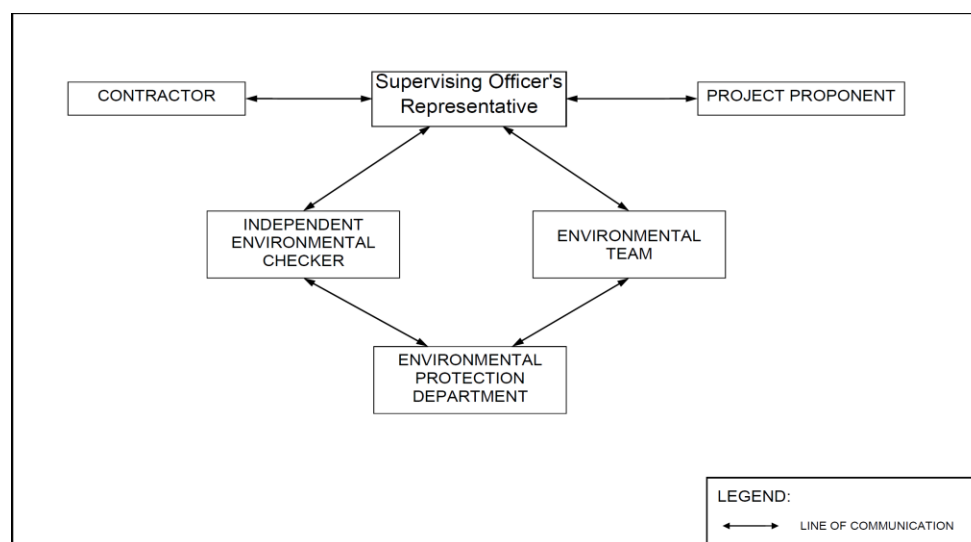 CONTRACTOR
Supervising Officer's
Representative
PROJECT PROPONENT
INDEPENDENT
ENVIRONMENTAL
CHECKER
ENVIRONMENTAL
TEAM
ENVIRONMENTAL
PROTECTION
DEPARTMENT
LEGEND:
LINE OF COMMUNICATION